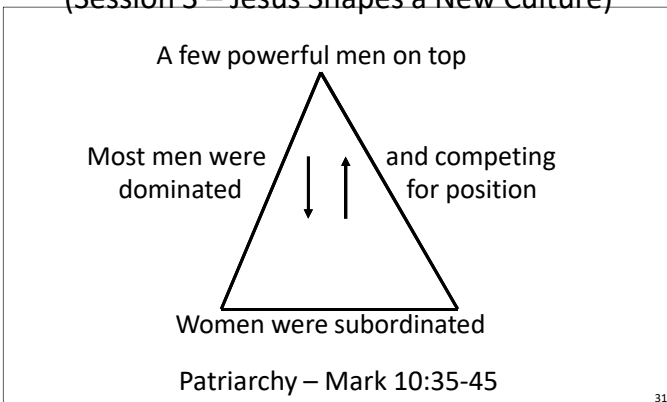 (Session 3 – Jesus Shapes a New Culture)
A few powerful men on top
Most men were
dominated
and competing
for position
Women were subordinated
Patriarchy – Mark 10:35-45
31